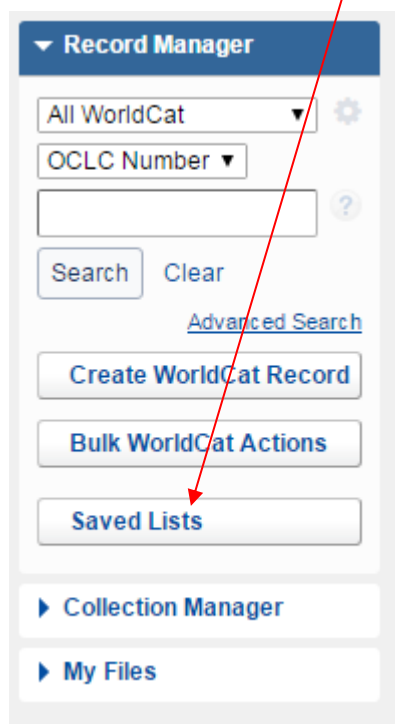 Record Manager
All WorldCat
OCLC Number
?
Search Clear
Advanced Search
Create WorldCat Record
Bulk WorldCat Actions
Saved Lists
Collection Manager
My Files